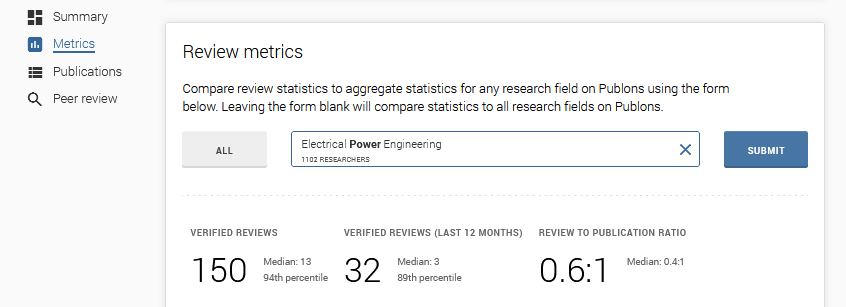 Summary
Metrics
Publications
Peer review
Review metrics
Compare review statistics to aggregate statistics for any research field on Publons using the form
below. Leaving the form blank will compare statistics to all research fields on Publons.
ALL
Electrical Power Engineering
1102 RESEARCHERS
SUBMIT
VERIFIED REVIEWS
150
Median: 13
94th percentile
VERIFIED REVIEWS (LAST 12 MONTHS)
32
Median: 3
89th percentile
REVIEW TO PUBLICATION RATIO
0.6:1
Median: 0.4:1